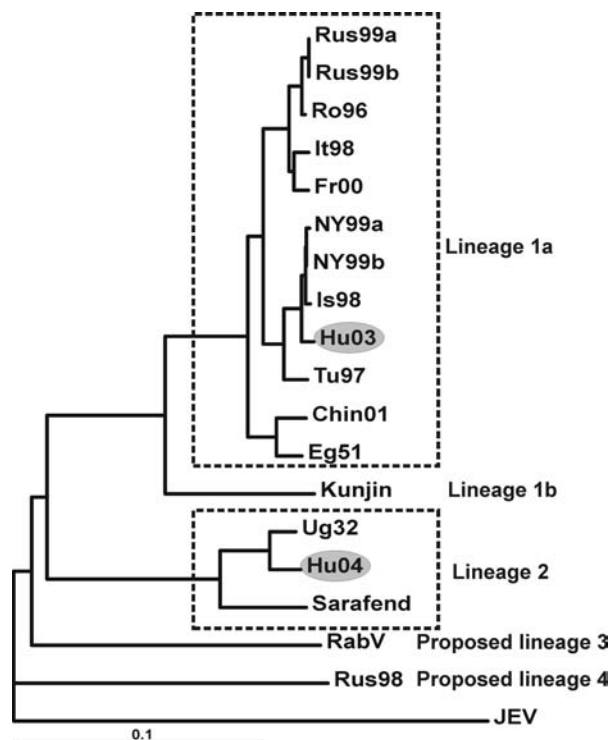 Rus99a
Rus99b
Ro96
It98
Fr00
NY99a
Lineage 1a
NY99b
Is98
Hu03
Tu97
Chin01
Eg51
Kunjin Lineage 1b
Ug32
Hu04 Lineage 2
Sarafend
RabV Proposed lineage 3
Rus98 Proposed lineage 4
JEV
0.1